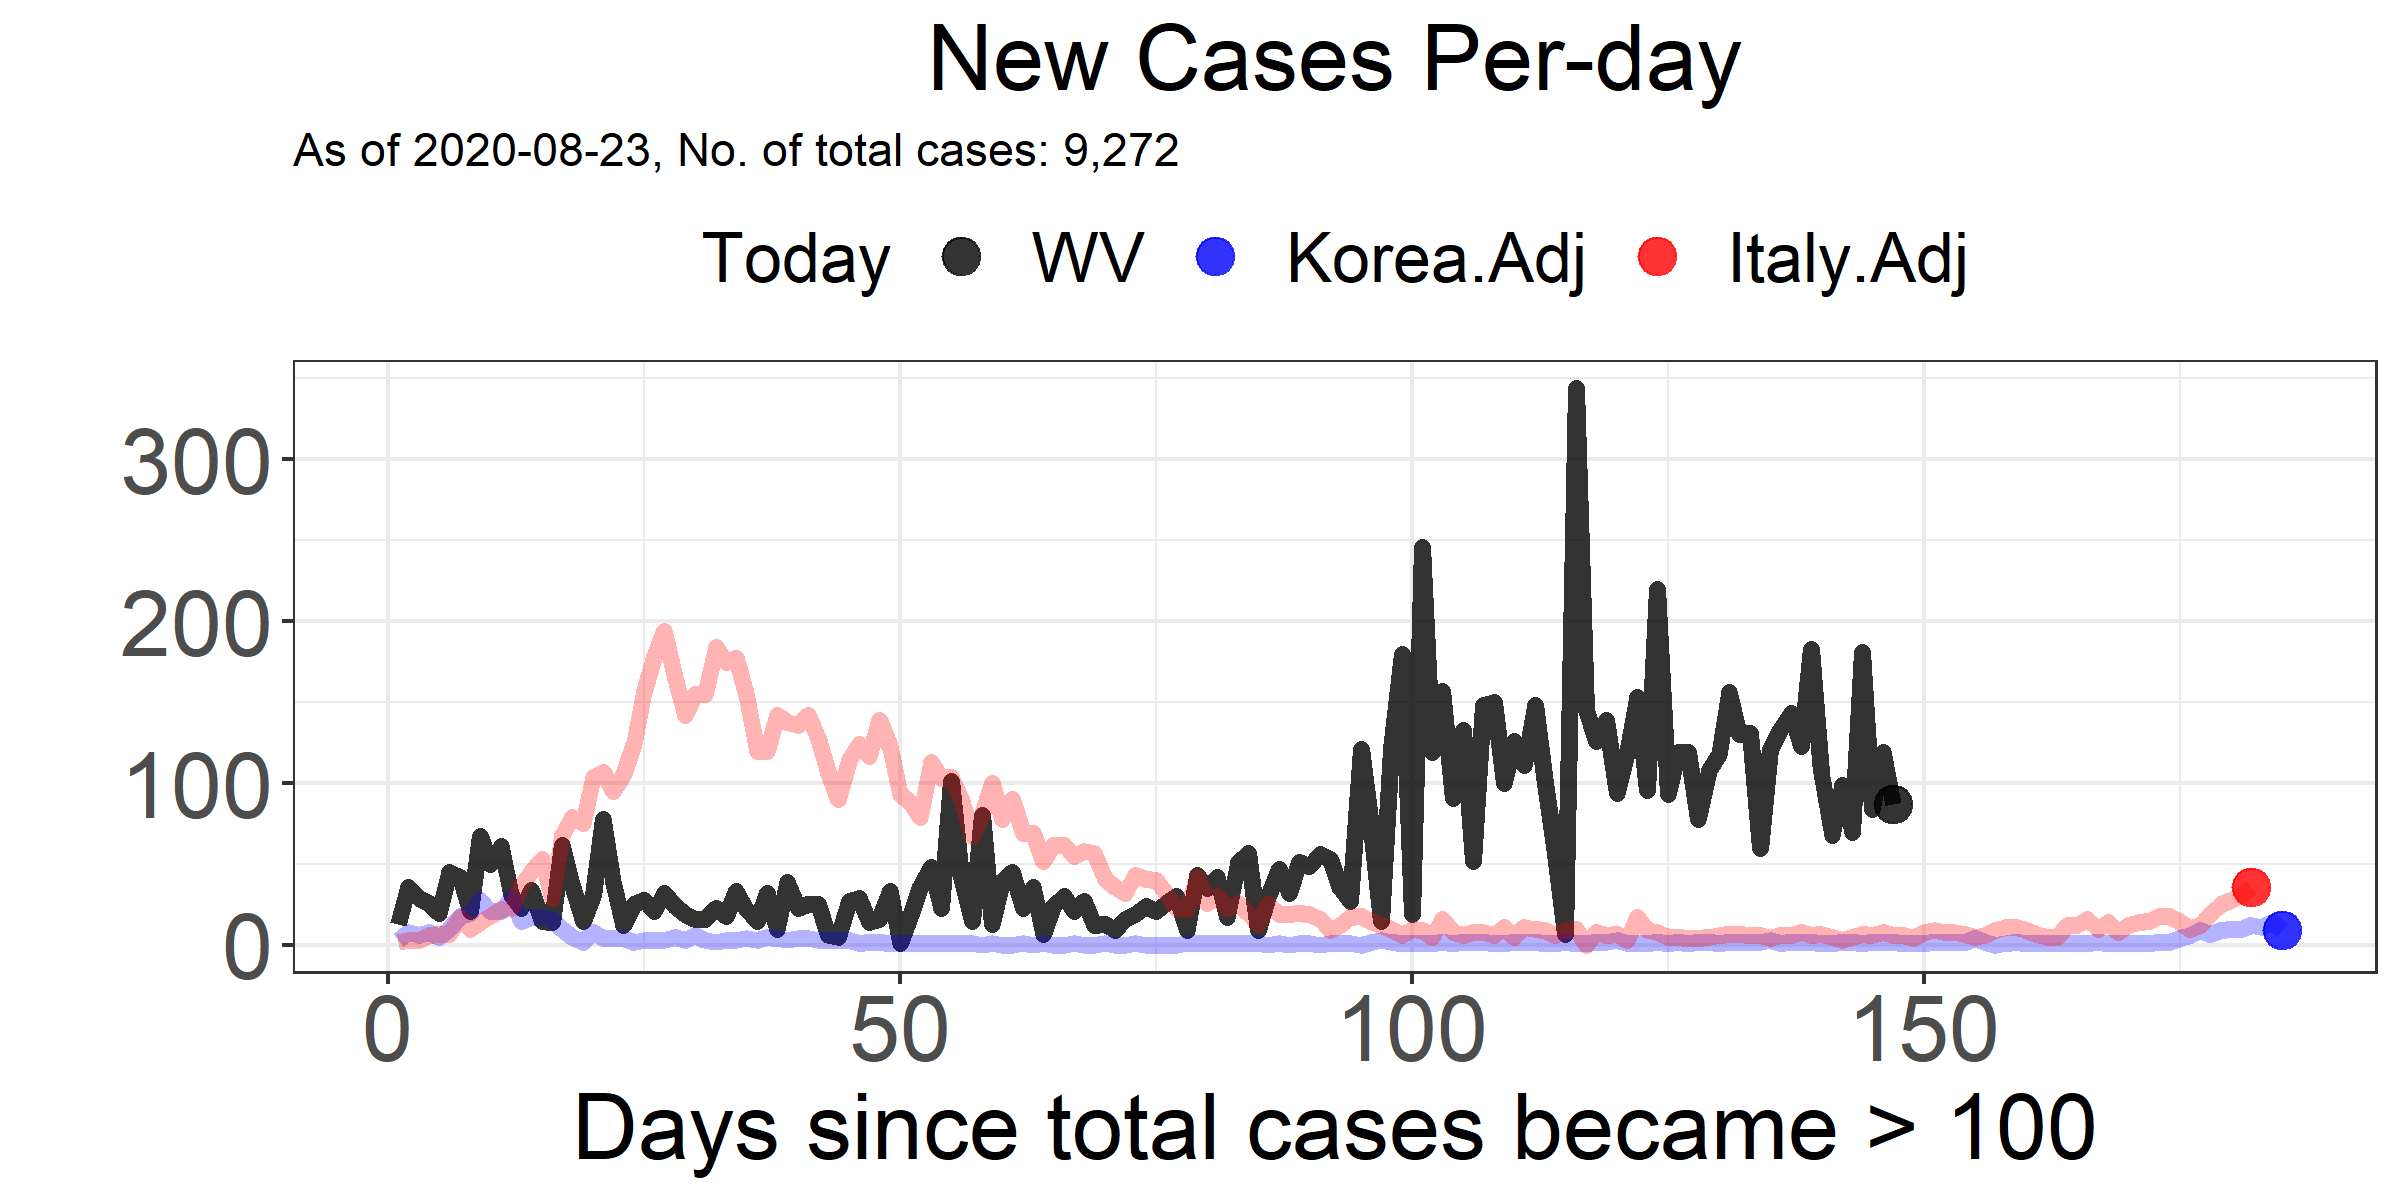 New Cases Per-day
As of 2020-08-23, No. of total cases: 9,272
Today WV Korea.Adj Italy.Adj
300
200
100
0
0 50 100 150
Days since total cases became > 100